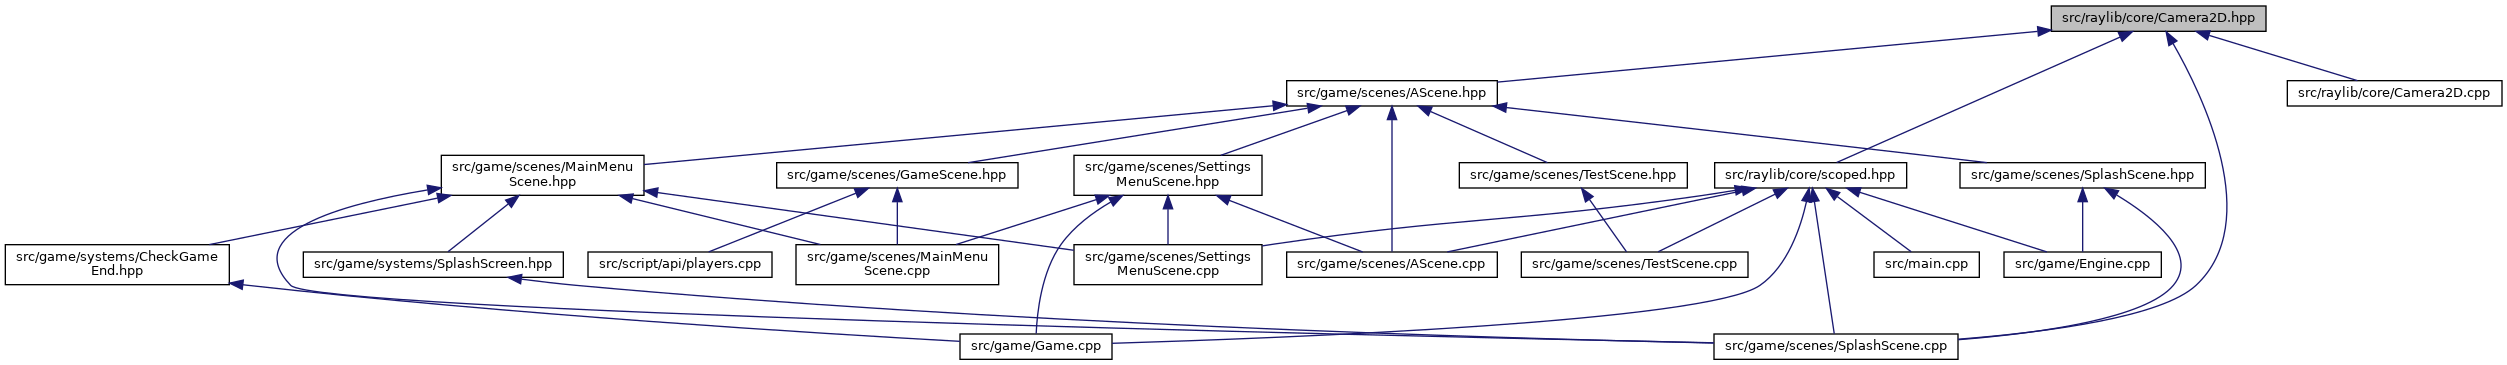 src/raylib/core/Camera2D.hpp
src/game/scenes/AScene.hpp
src/raylib/core/Camera2D.cpp
src/game/scenes/MainMenu
Scene.hpp
src/game/scenes/GameScene.hpp
src/game/scenes/Settings
MenuScene.hpp
src/game/scenes/TestScene.hpp
src/raylib/core/scoped.hpp
src/game/scenes/SplashScene.hpp
src/game/systems/CheckGame
End.hpp
src/game/systems/SplashScreen.hpp
src/script/api/players.cpp
src/game/scenes/MainMenu
Scene.cpp
src/game/scenes/Settings
MenuScene.cpp
src/game/scenes/AScene.cpp
src/game/scenes/TestScene.cpp
src/main.cpp
src/game/Engine.cpp
src/game/Game.cpp
src/game/scenes/SplashScene.cpp